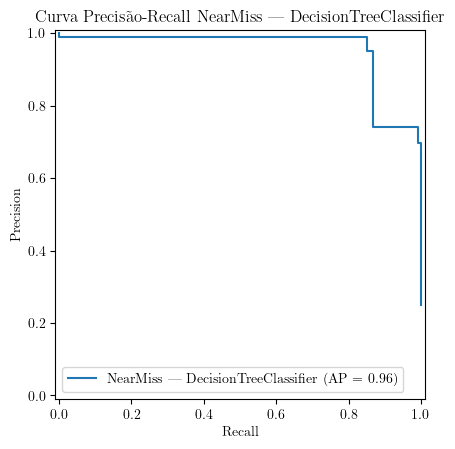 Curva Precisão-Recall NearMiss — DecisionTreeClassifier
1.0
0.8
0.6
0.4
0.2
0.0
Precision
NearMiss — DecisionTreeClassifier (AP = 0.96)
0.0 0.2 0.4 0.6 0.8 1.0
Recall